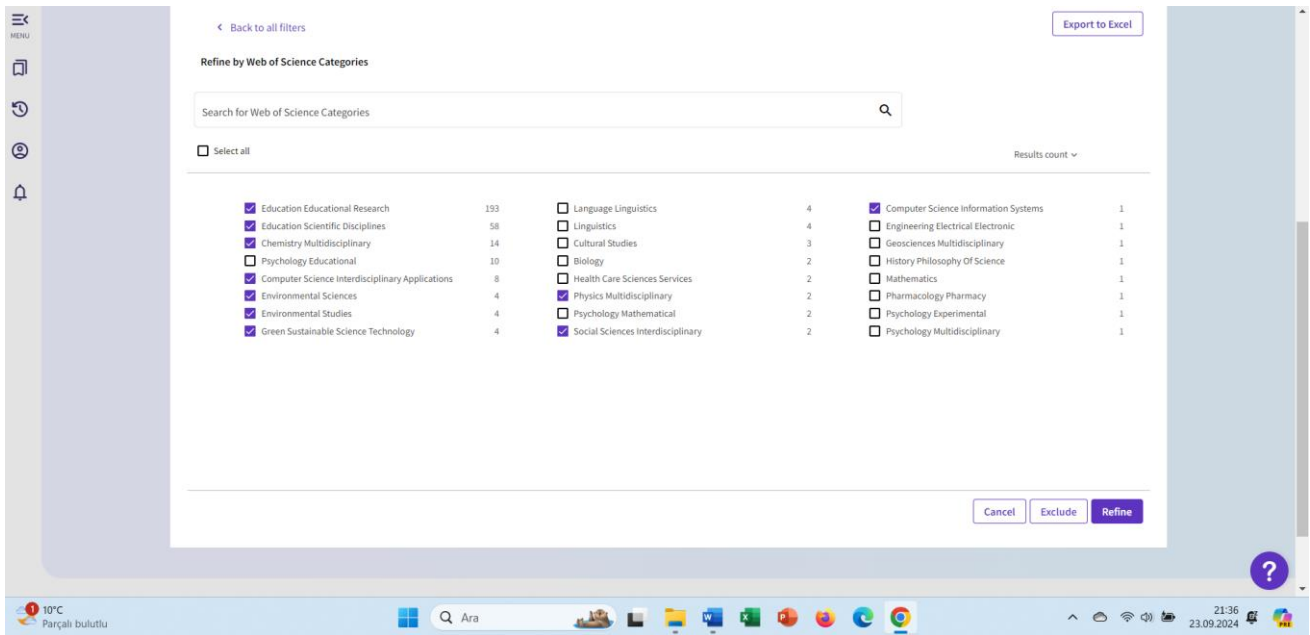 MENU
Back to all filters
Export to Excel
Refine by Web of Science Categories
Search for Web of Science Categories
Select all
Results count
Education Educational Research 193
Education Scientific Disciplines 58
Chemistry Multidisciplinary 14
Psychology Educational 10
Computer Science Interdisciplinary Applications 8
Environmental Sciences 4
Environmental Studies 4
Green Sustainable Science Technology 4
Language Linguistics 4
Linguistics 4
Cultural Studies 3
Biology 2
Health Care Sciences Services 2
Physics Multidisciplinary 2
Psychology Mathematical 2
Social Sciences Interdisciplinary 2
Computer Science Information Systems 1
Engineering Electrical Electronic 1
Geosciences Multidisciplinary 1
History Philosophy Of Science 1
Mathematics 1
Pharmacology Pharmacy 1
Psychology Experimental 1
Psychology Multidisciplinary 1
Cancel
Exclude
Refine
?
1
10°C
Parçalı bulutlu
Ara
W
X
P
21:36
23.09.2024
PRE